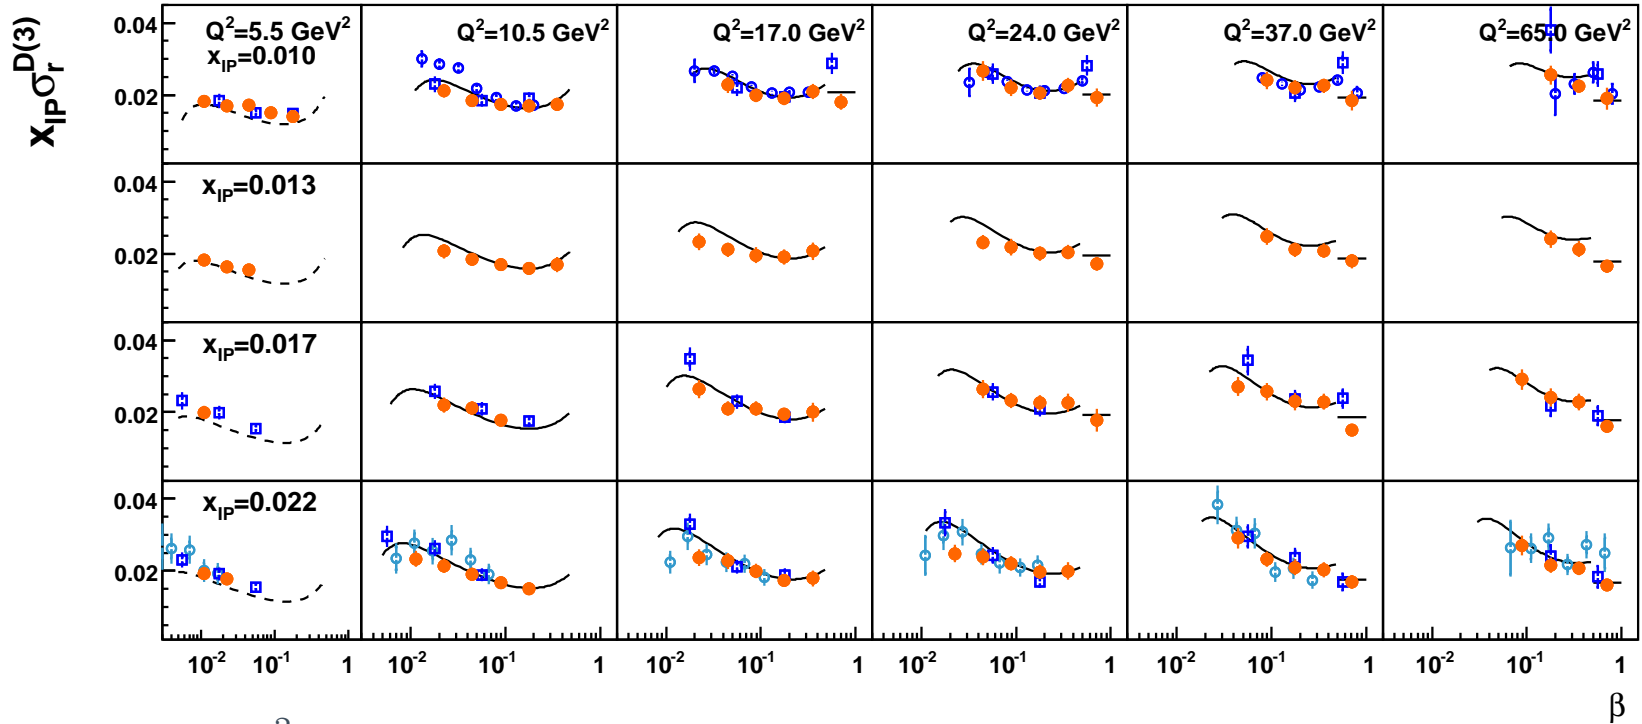 x_IP σ_r^D(3)
Q²=5.5 GeV² Q²=10.5 GeV² Q²=17.0 GeV² Q²=24.0 GeV² Q²=37.0 GeV² Q²=65.0 GeV²
x_IP=0.010
0.04
0.02
x_IP=0.013
0.04
0.02
x_IP=0.017
0.04
0.02
x_IP=0.022
0.04
0.02
10⁻² 10⁻¹ 1 10⁻² 10⁻¹ 1 10⁻² 10⁻¹ 1 10⁻² 10⁻¹ 1 10⁻² 10⁻¹ 1 10⁻² 10⁻¹ 1
β